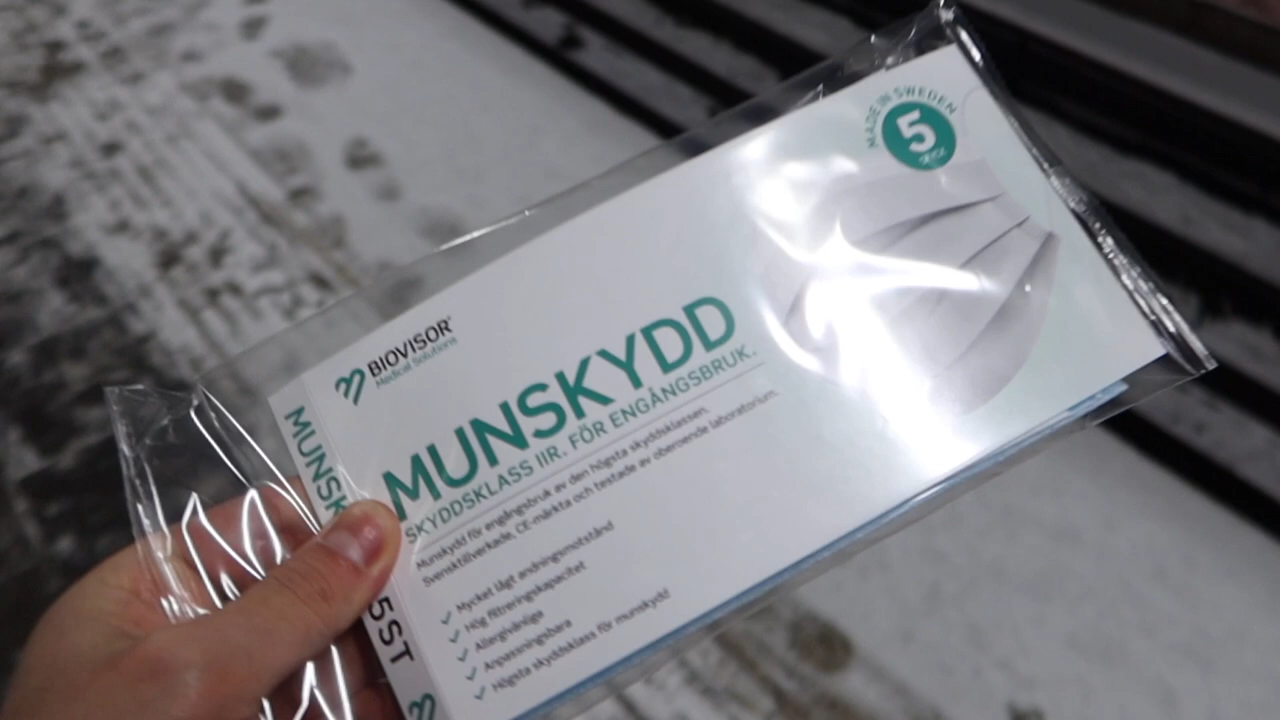 MADE IN SWEDEN
5
BIOVISOR®
Medical Solutions
MUNSKYDD
SKYDDSKLASS IIR. FÖR ENGÅNGSBRUK.
Munskydd för engångsbruk av den högsta skyddsklassen.
Svensktillverkade, CE-märkta och testade av oberoende laboratorium.
Mycket lågt andningsmotstånd
Hög filtreringskapacitet
Allergivänliga
Anpassningsbara
Högsta skyddsklass för munskydd
MUNSK
5 ST